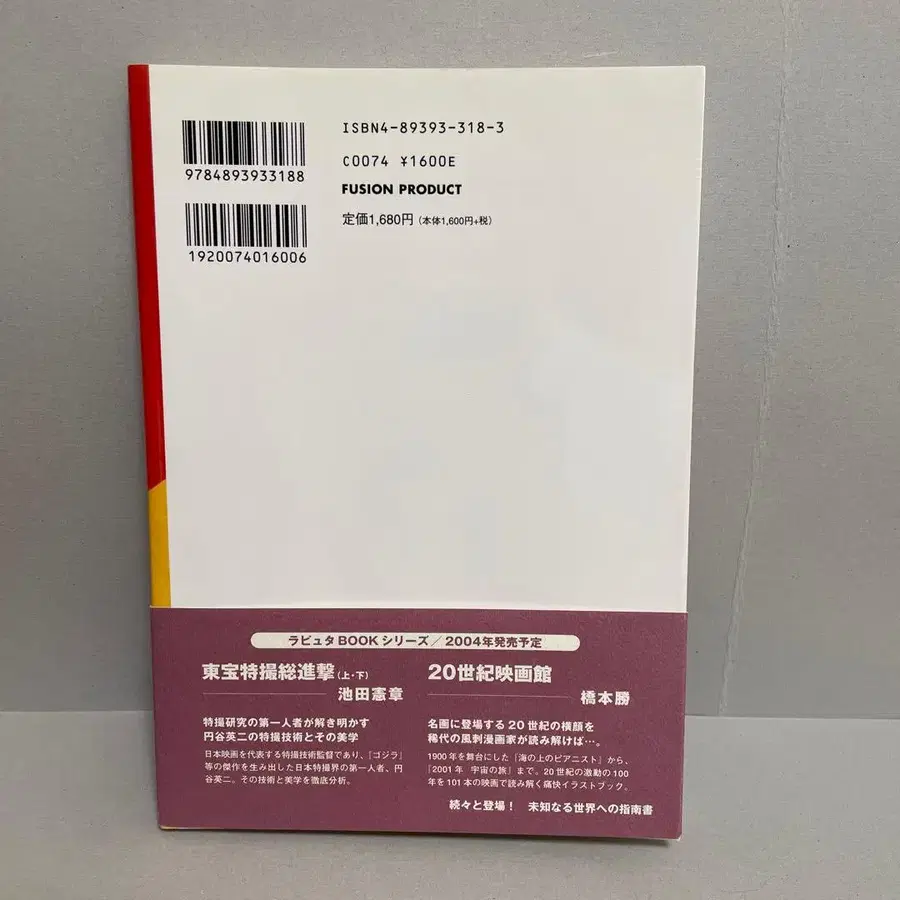 9784893933188
1920074016006
ISBN4-89393-318-3
C0074 ¥1600E
FUSION PRODUCT
定価1,680円（本体1,600円+税）
ラピュタBOOKシリーズ／2004年発売予定
東宝特撮総進撃（上・下）
池田憲章
特撮研究の第一人者が解き明かす
円谷英二の特撮技術とその美学
日本映画を代表する特撮技術監督であり、『ゴジラ』
等の傑作を生み出した日本特撮界の第一人者、円
谷英二。その技術と美学を徹底分析。
20世紀映画館
橋本勝
名画に登場する20世紀の横顔を
稀代の風刺漫画家が読み解けば…。
1900年を舞台にした『海の上のピアニスト』から、
『2001年　宇宙の旅』まで。20世紀の激動の100
年を101本の映画で読み解く痛快イラストブック。
続々と登場！　未知なる世界への指南書